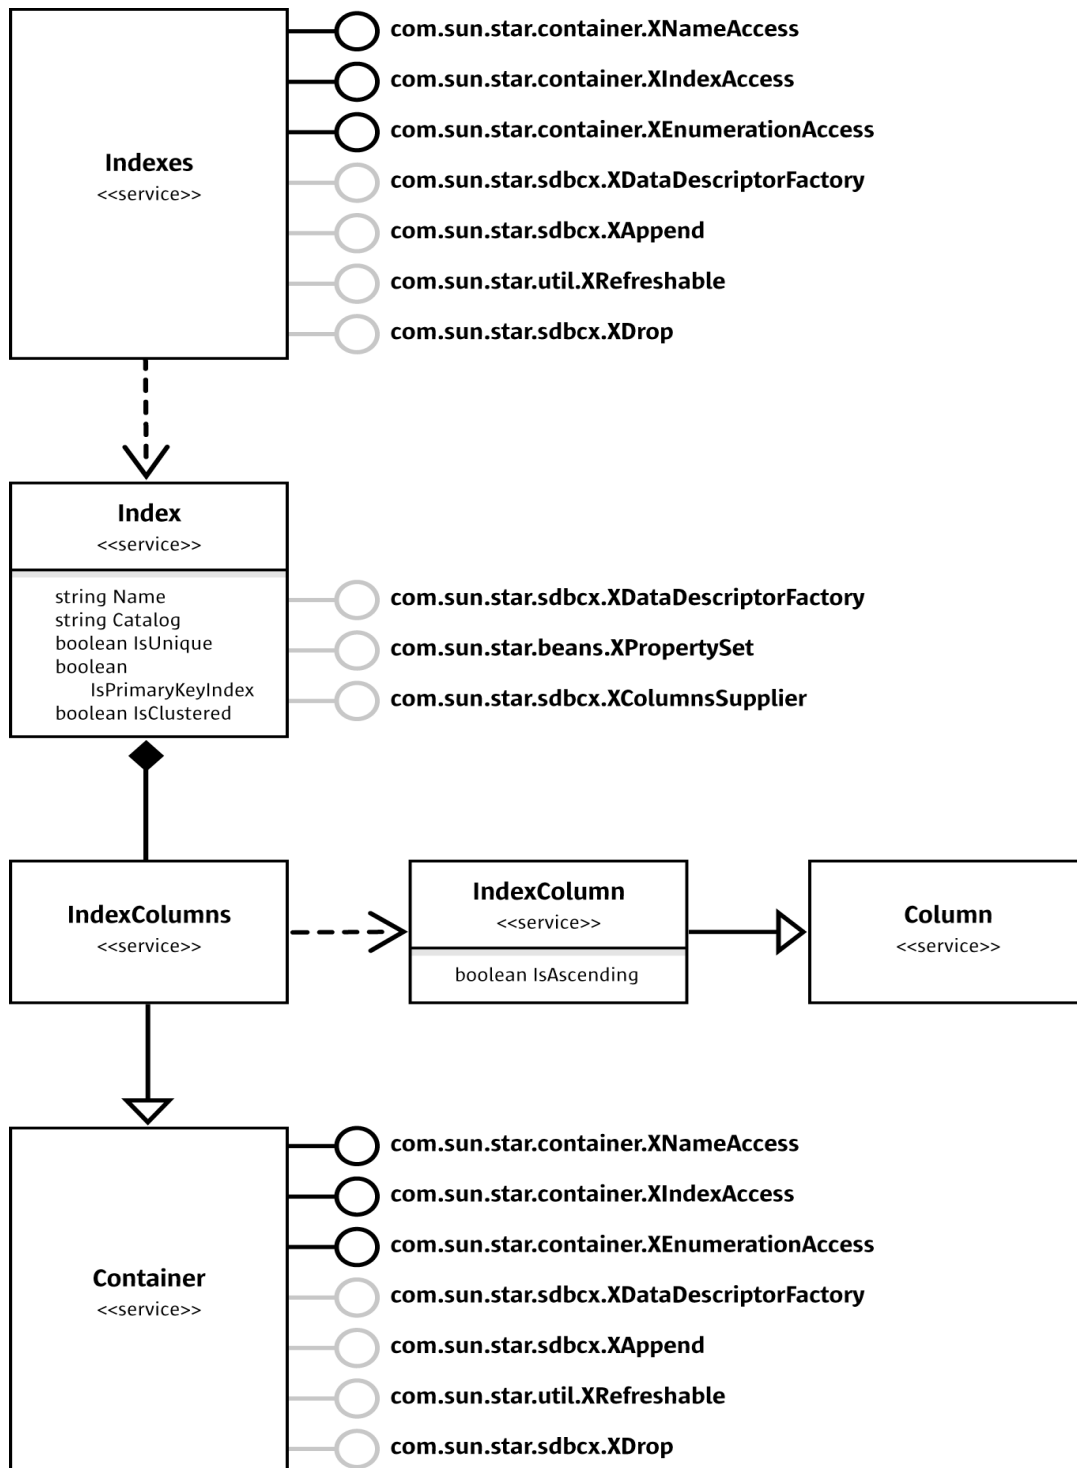 com.sun.star.container.XNameAccess
com.sun.star.container.XIndexAccess
com.sun.star.container.XEnumerationAccess
Indexes
<<service>>
com.sun.star.sdbcx.XDataDescriptorFactory
com.sun.star.sdbcx.XAppend
com.sun.star.util.XRefreshable
com.sun.star.sdbcx.XDrop
Index
<<service>>
string Name
string Catalog
boolean IsUnique
boolean
IsPrimaryKeyIndex
boolean IsClustered
com.sun.star.sdbcx.XDataDescriptorFactory
com.sun.star.beans.XPropertySet
com.sun.star.sdbcx.XColumnsSupplier
IndexColumns
<<service>>
IndexColumn
<<service>>
boolean IsAscending
Column
<<service>>
com.sun.star.container.XNameAccess
com.sun.star.container.XIndexAccess
com.sun.star.container.XEnumerationAccess
Container
<<service>>
com.sun.star.sdbcx.XDataDescriptorFactory
com.sun.star.sdbcx.XAppend
com.sun.star.util.XRefreshable
com.sun.star.sdbcx.XDrop